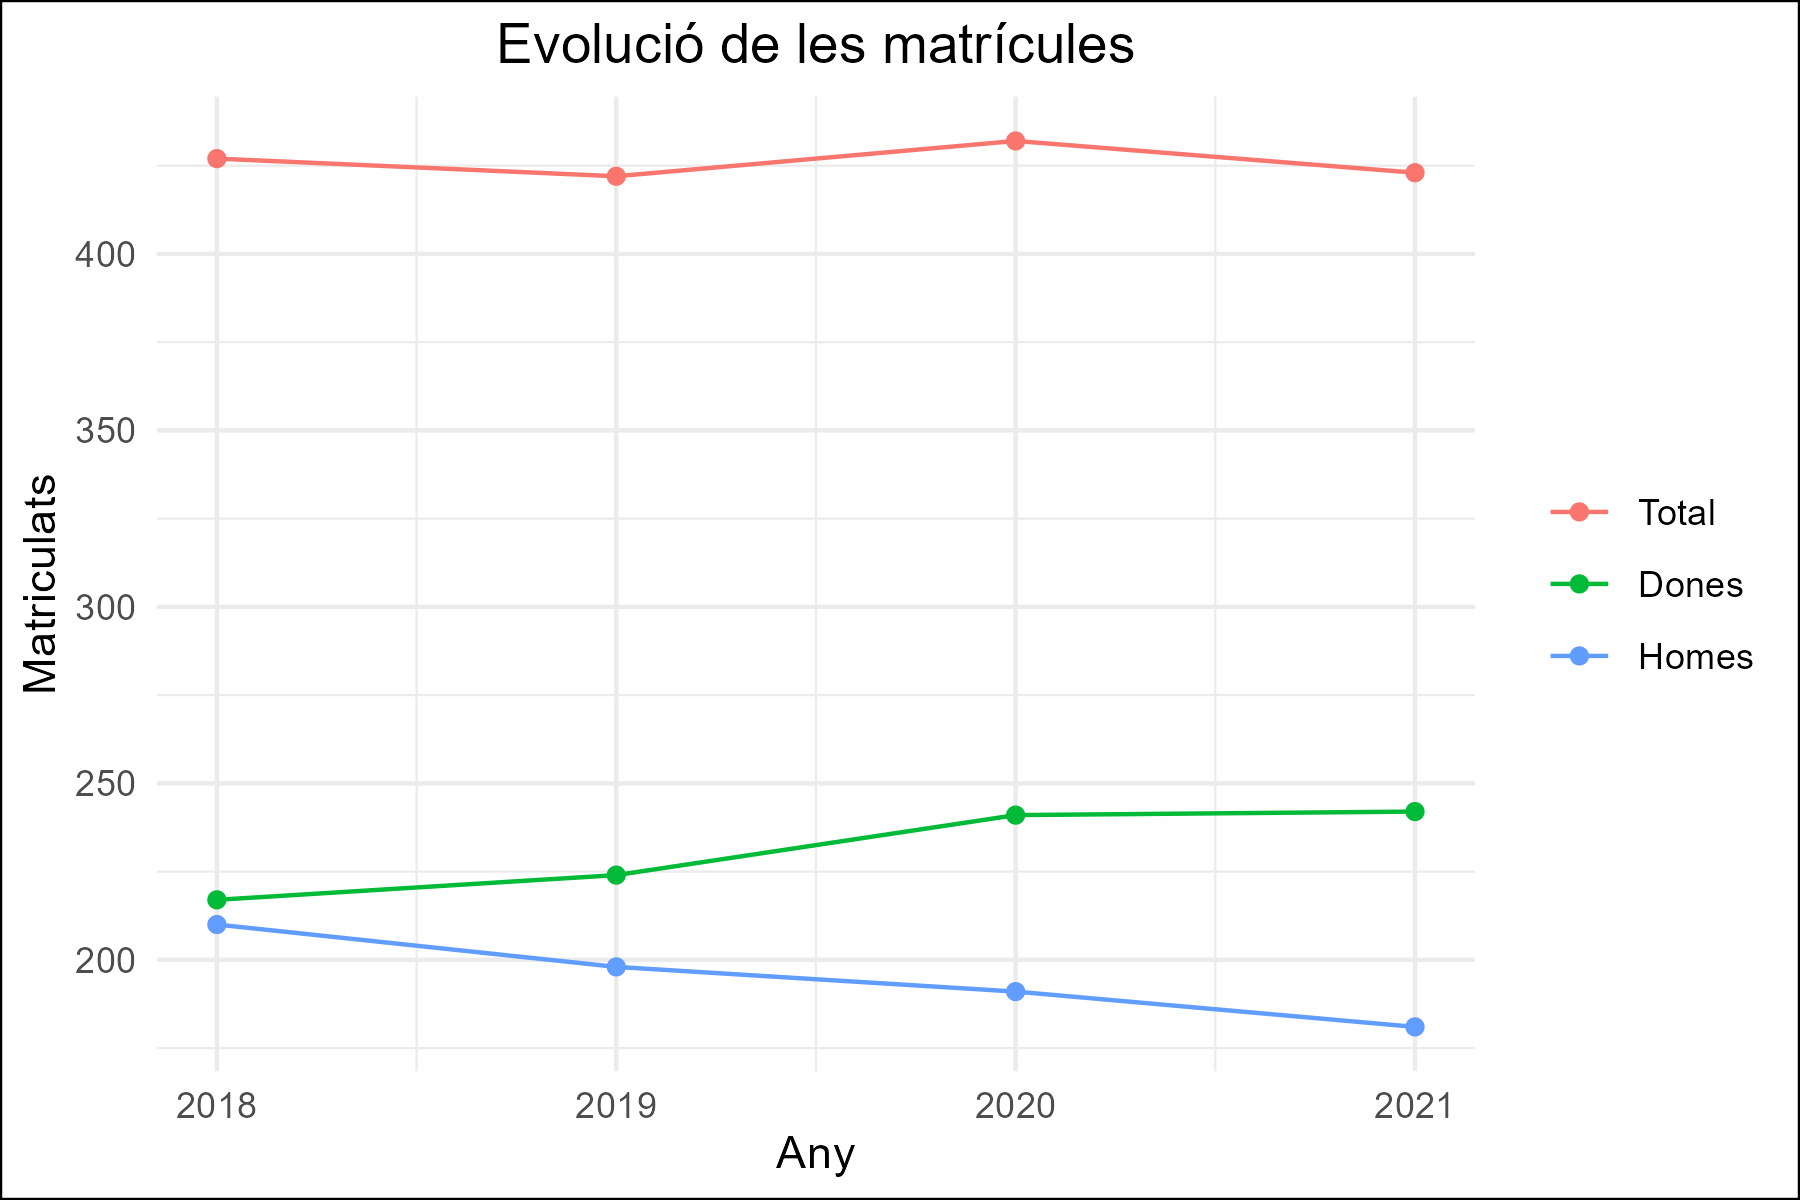 Evolució de les matrícules
Matriculats
400
350
300
250
200
2018
2019
2020
2021
Any
Total
Dones
Homes